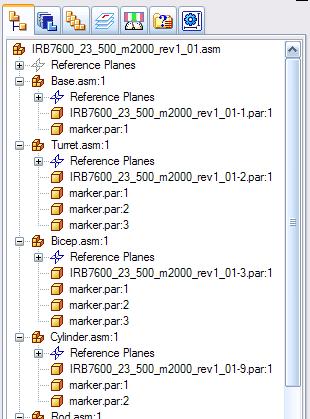 IRB7600_23_500_m2000_rev1_01.asm
Reference Planes
Base.asm:1
Reference Planes
IRB7600_23_500_m2000_rev1_01-1.par:1
marker.par:1
Turret.asm:1
Reference Planes
IRB7600_23_500_m2000_rev1_01-2.par:1
marker.par:1
marker.par:2
marker.par:3
Bicep.asm:1
Reference Planes
IRB7600_23_500_m2000_rev1_01-3.par:1
marker.par:1
marker.par:2
marker.par:3
Cylinder.asm:1
Reference Planes
IRB7600_23_500_m2000_rev1_01-9.par:1
marker.par:1
marker.par:2
Rod.asm:1